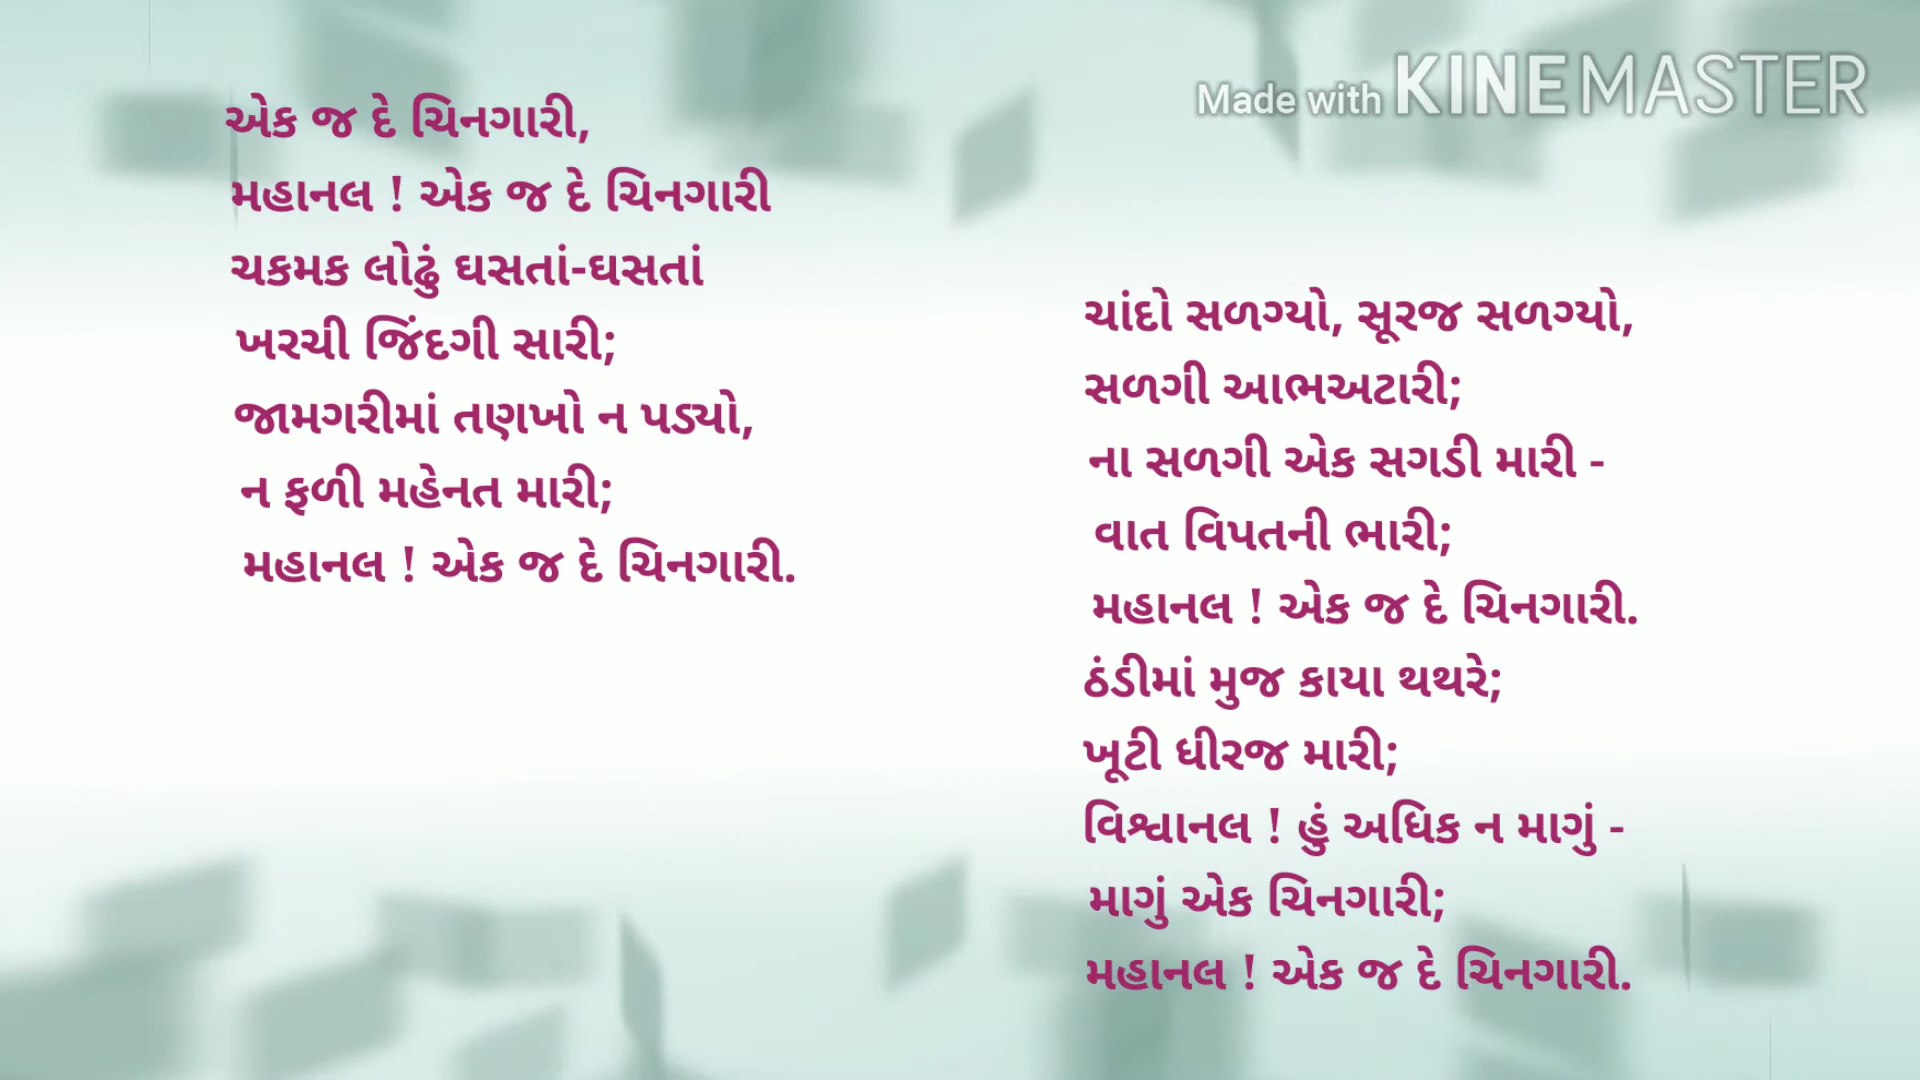 Made with KINEMASTER
એક જ દે ચિનગારી,
મહાનલ ! એક જ દે ચિનગારી
ચકમક લોઢું ઘસતાં-ઘસતાં
ખરચી જિંદગી સારી;
જામગરીમાં તણખો ન પડ્યો,
ન ફળી મહેનત મારી;
મહાનલ ! એક જ દે ચિનગારી.
ચાંદો સળગ્યો, સૂરજ સળગ્યો,
સળગી આભઅટારી;
ના સળગી એક સગડી મારી -
વાત વિપતની ભારી;
મહાનલ ! એક જ દે ચિનગારી.
ઠંડીમાં મુજ કાયા થથરે;
ખૂટી ધીરજ મારી;
વિશ્વાનલ ! હું અધિક ન માગું -
માગું એક ચિનગારી;
મહાનલ ! એક જ દે ચિનગારી.